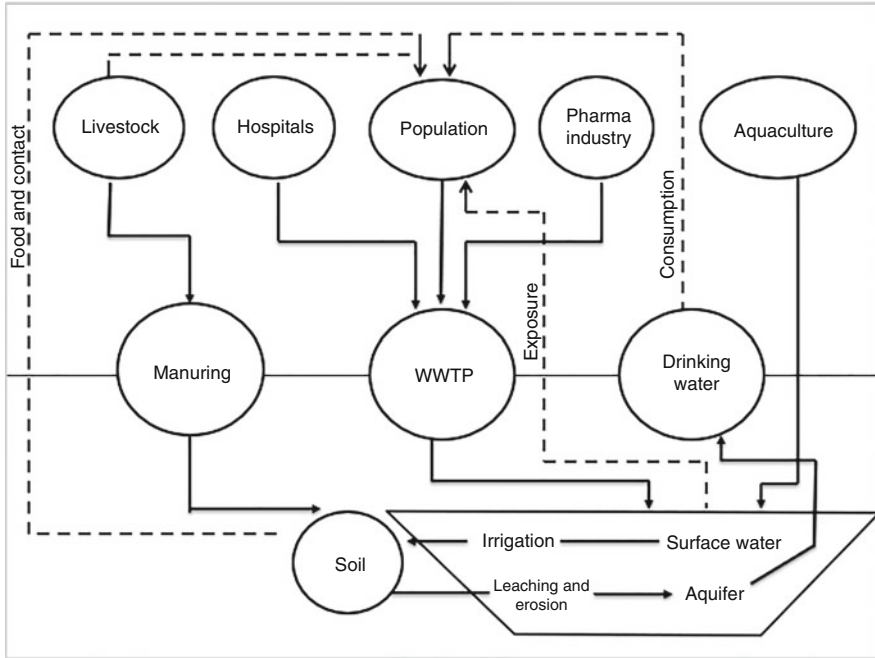 Livestock
Hospitals
Population
Pharma
industry
Aquaculture
Food and contact
Consumption
Exposure
Manuring
WWTP
Drinking
water
Soil
Irrigation
Surface water
Leaching and
erosion
Aquifer